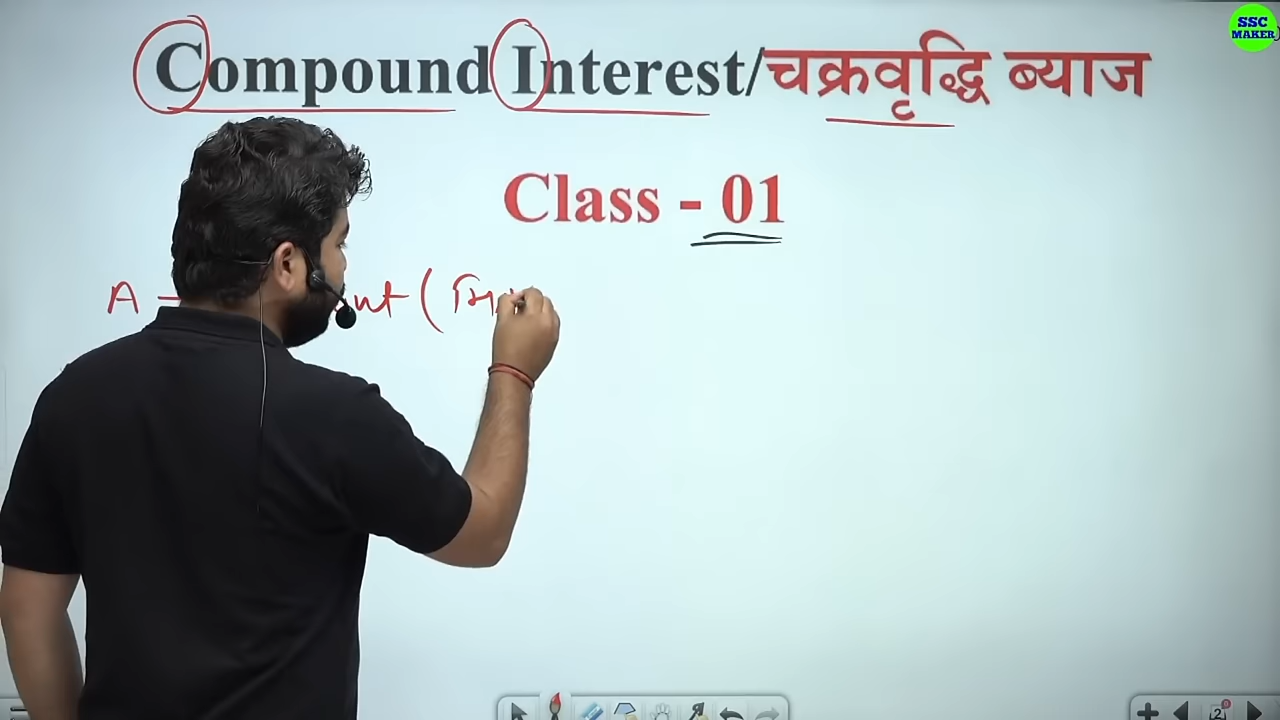 SSC
MAKER
Compound Interest/चक्रवृद्धि ब्याज
Class - 01
A -